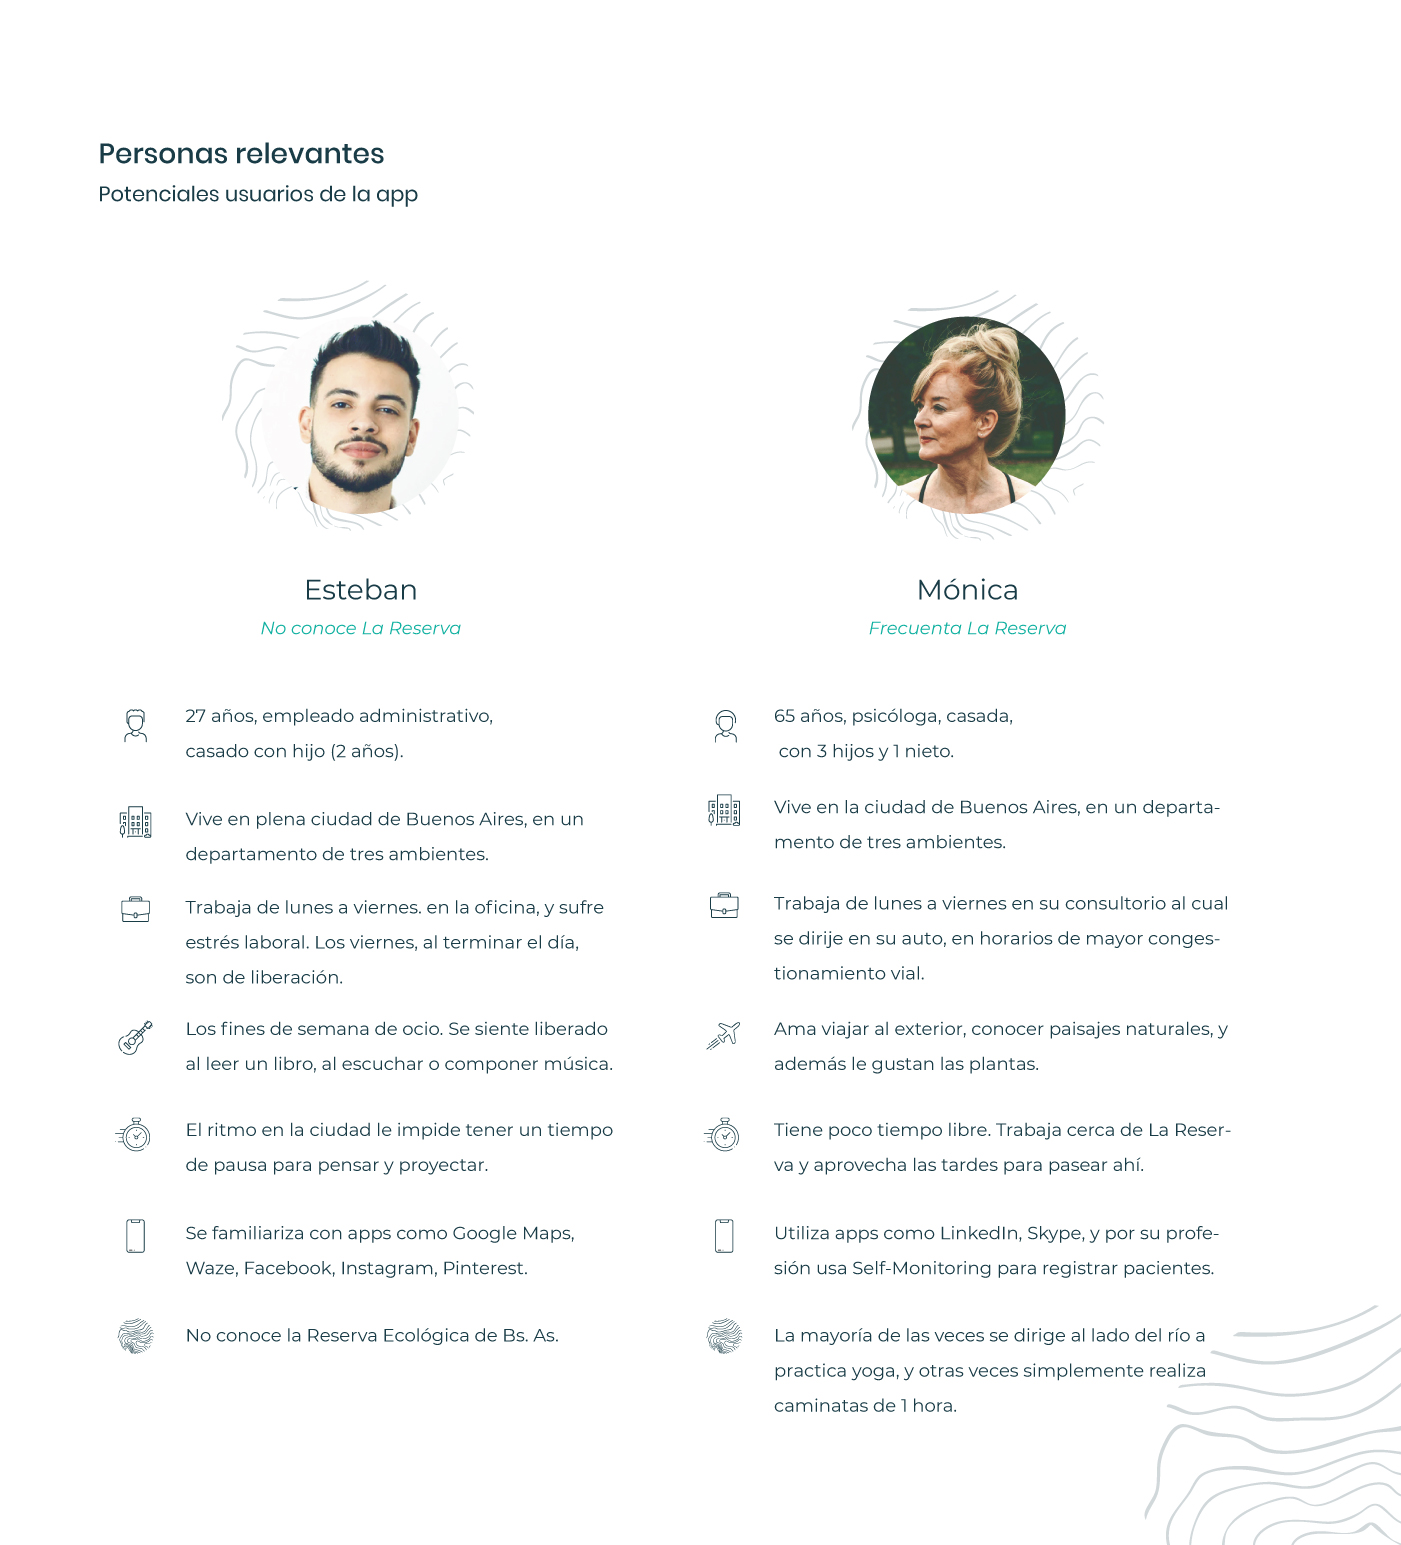 Personas relevantes
Potenciales usuarios de la app
Esteban
No conoce La Reserva
27 años, empleado administrativo,
casado con hijo (2 años).
Vive en plena ciudad de Buenos Aires, en un
departamento de tres ambientes.
Trabaja de lunes a viernes. en la oficina, y sufre
estrés laboral. Los viernes, al terminar el día,
son de liberación.
Los fines de semana de ocio. Se siente liberado
al leer un libro, al escuchar o componer música.
El ritmo en la ciudad le impide tener un tiempo
de pausa para pensar y proyectar.
Se familiariza con apps como Google Maps,
Waze, Facebook, Instagram, Pinterest.
No conoce la Reserva Ecológica de Bs. As.
Mónica
Frecuenta La Reserva
65 años, psicóloga, casada,
con 3 hijos y 1 nieto.
Vive en la ciudad de Buenos Aires, en un departa-
mento de tres ambientes.
Trabaja de lunes a viernes en su consultorio al cual
se dirije en su auto, en horarios de mayor conges-
tionamiento vial.
Ama viajar al exterior, conocer paisajes naturales, y
además le gustan las plantas.
Tiene poco tiempo libre. Trabaja cerca de La Reser-
va y aprovecha las tardes para pasear ahí.
Utiliza apps como LinkedIn, Skype, y por su profe-
sión usa Self-Monitoring para registrar pacientes.
La mayoría de las veces se dirige al lado del río a
practica yoga, y otras veces simplemente realiza
caminatas de 1 hora.